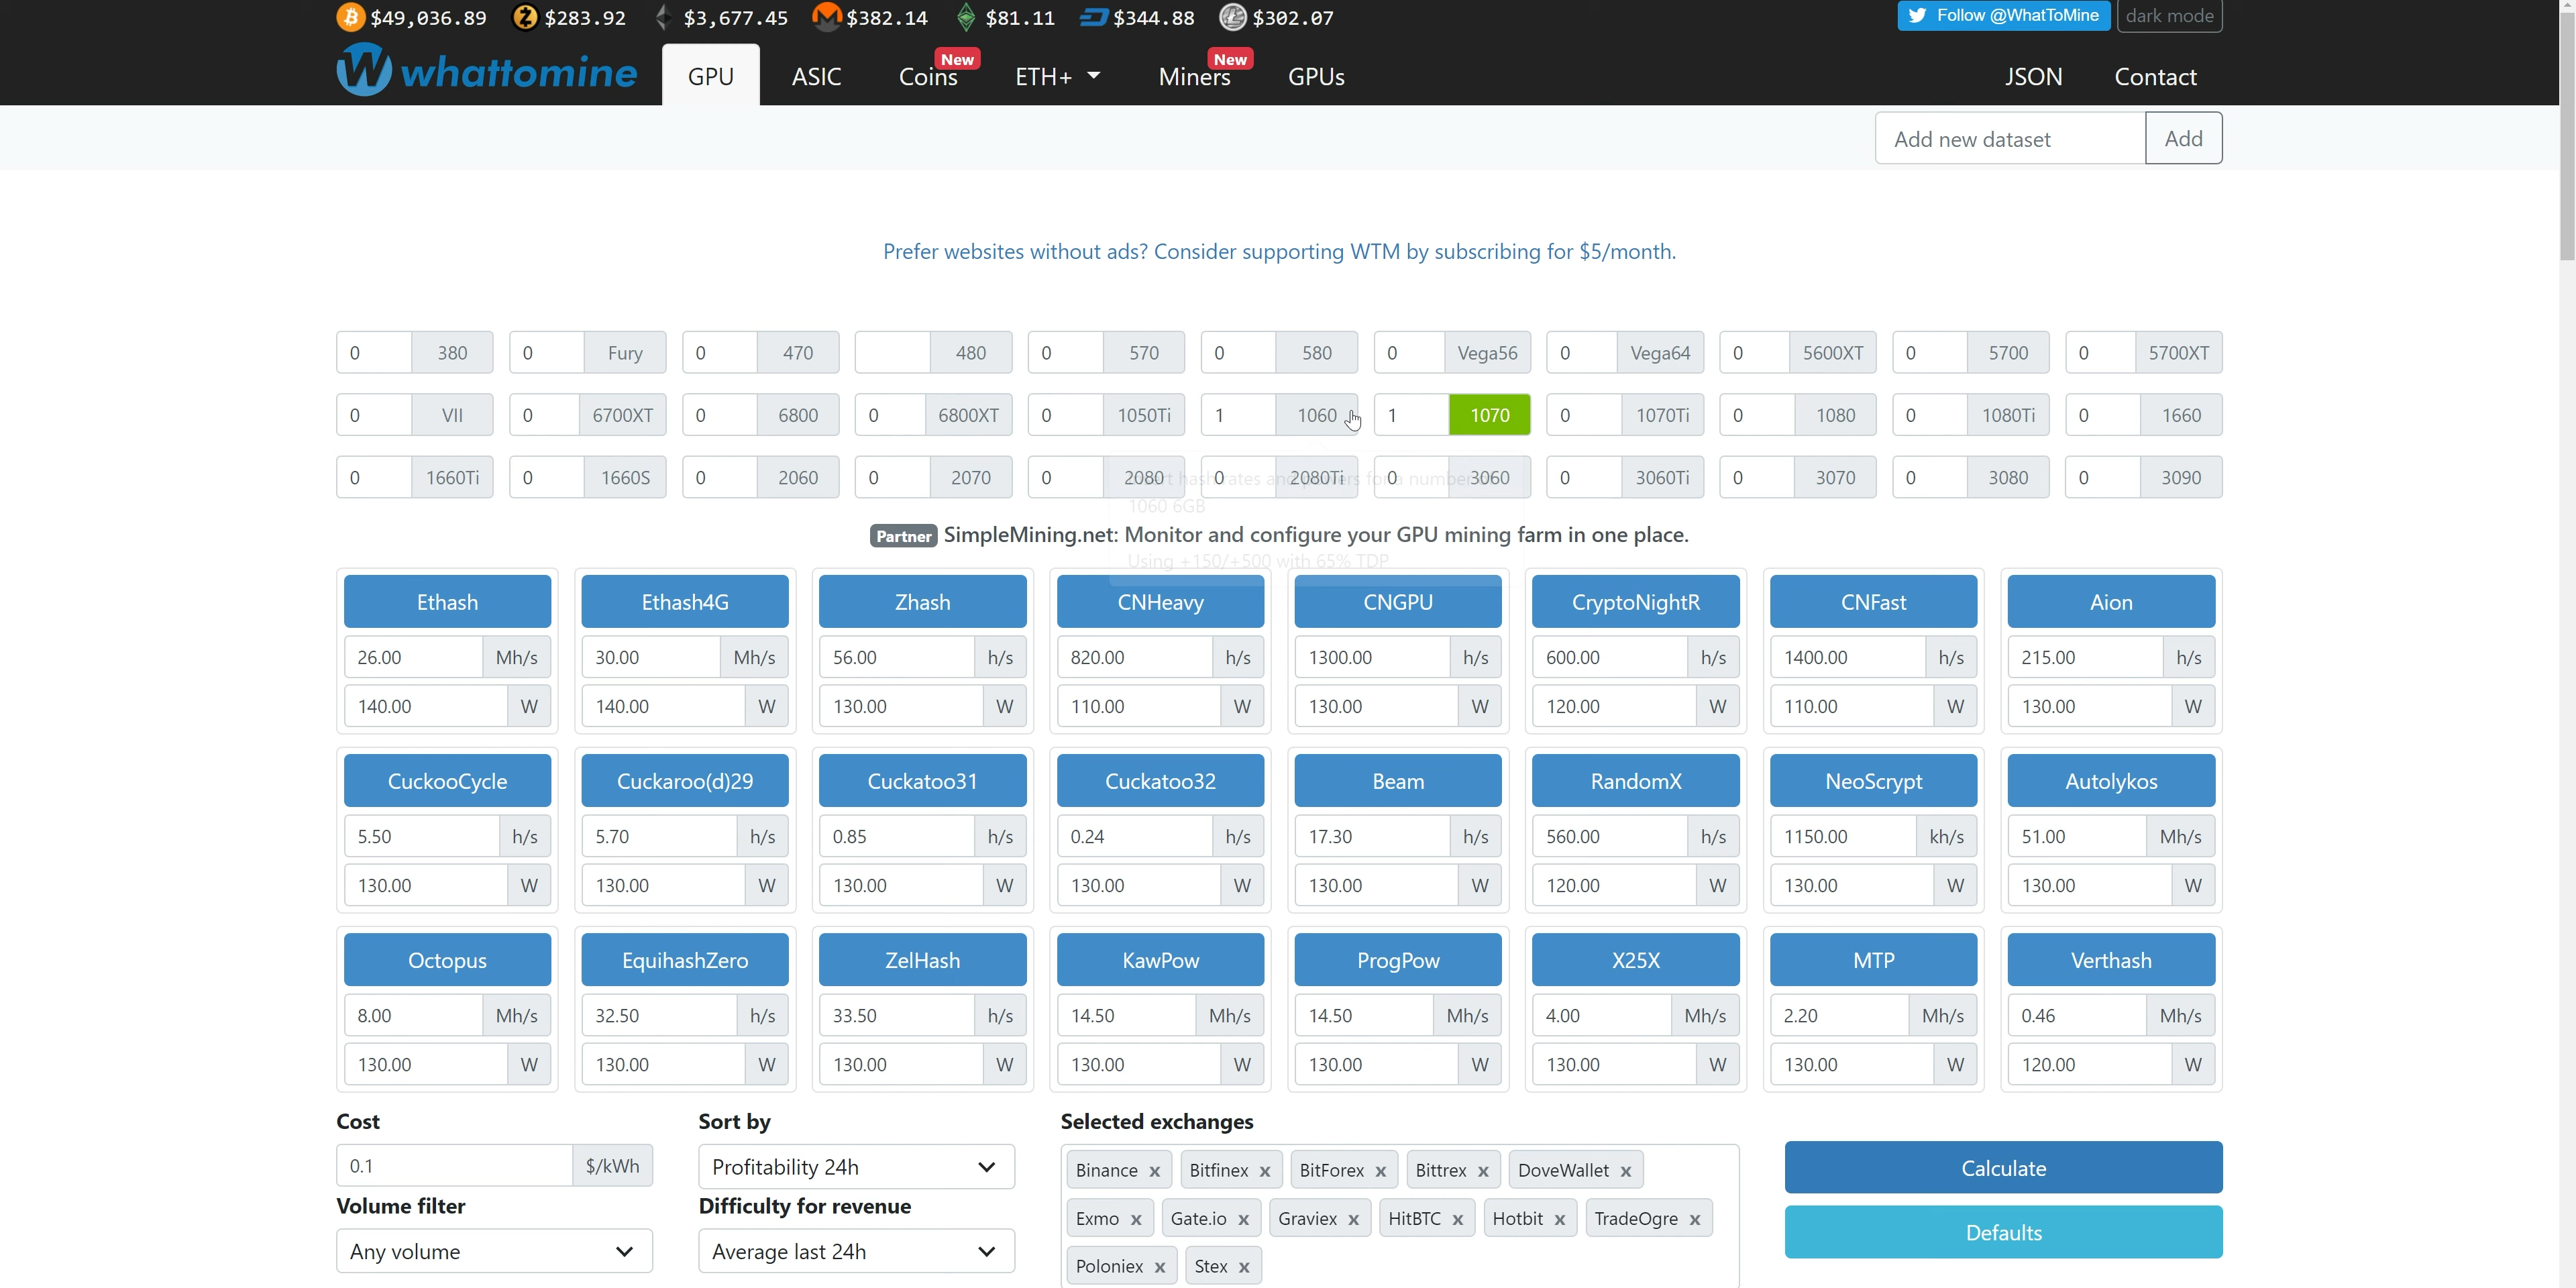 $49,036.89 $283.92 $3,677.45 $382.14 $81.11 $344.88 $302.07 Follow @WhatToMine dark mode
whattomine GPU ASIC Coins New ETH+ Miners New GPUs JSON Contact
Add new dataset Add
Prefer websites without ads? Consider supporting WTM by subscribing for $5/month.
0 380 0 Fury 0 470 480 0 570 0 580 0 Vega56 0 Vega64 0 5600XT 0 5700 0 5700XT
0 VII 0 6700XT 0 6800 0 6800XT 0 1050Ti 1 1060 1 1070 0 1070Ti 0 1080 0 1080Ti 0 1660
0 1660Ti 0 1660S 0 2060 0 2070 0 2080 0 2080Ti 0 3060 0 3060Ti 0 3070 0 3080 0 3090
hashrates and powers for a number
1060 6GB
Partner SimpleMining.net: Monitor and configure your GPU mining farm in one place.
Using +150/+500 with 65% TDP
Ethash Ethash4G Zhash CNHeavy CNGPU CryptoNightR CNFast Aion
26.00 Mh/s 30.00 Mh/s 56.00 h/s 820.00 h/s 1300.00 h/s 600.00 h/s 1400.00 h/s 215.00 h/s
140.00 W 140.00 W 130.00 W 110.00 W 130.00 W 120.00 W 110.00 W 130.00 W
CuckooCycle Cuckaroo(d)29 Cuckatoo31 Cuckatoo32 Beam RandomX NeoScrypt Autolykos
5.50 h/s 5.70 h/s 0.85 h/s 0.24 h/s 17.30 h/s 560.00 h/s 1150.00 kh/s 51.00 Mh/s
130.00 W 130.00 W 130.00 W 130.00 W 130.00 W 120.00 W 130.00 W 130.00 W
Octopus EquihashZero ZelHash KawPow ProgPow X25X MTP Verthash
8.00 Mh/s 32.50 h/s 33.50 h/s 14.50 Mh/s 14.50 Mh/s 4.00 Mh/s 2.20 Mh/s 0.46 Mh/s
130.00 W 130.00 W 130.00 W 130.00 W 130.00 W 130.00 W 130.00 W 120.00 W
Cost Sort by Selected exchanges
0.1 $/kWh Profitability 24h Binance x Bitfinex x BitForex x Bittrex x DoveWallet x Calculate
Volume filter Difficulty for revenue Exmo x Gate.io x Graviex x HitBTC x Hotbit x TradeOgre x
Any volume Average last 24h Poloniex x Stex x Defaults